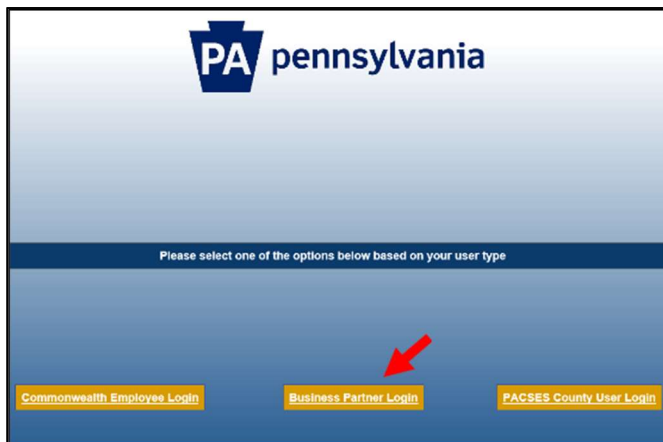 PA pennsylvania
Please select one of the options below based on your user type
Commonwealth Employee Login
Business Partner Login
PACSES County User Login